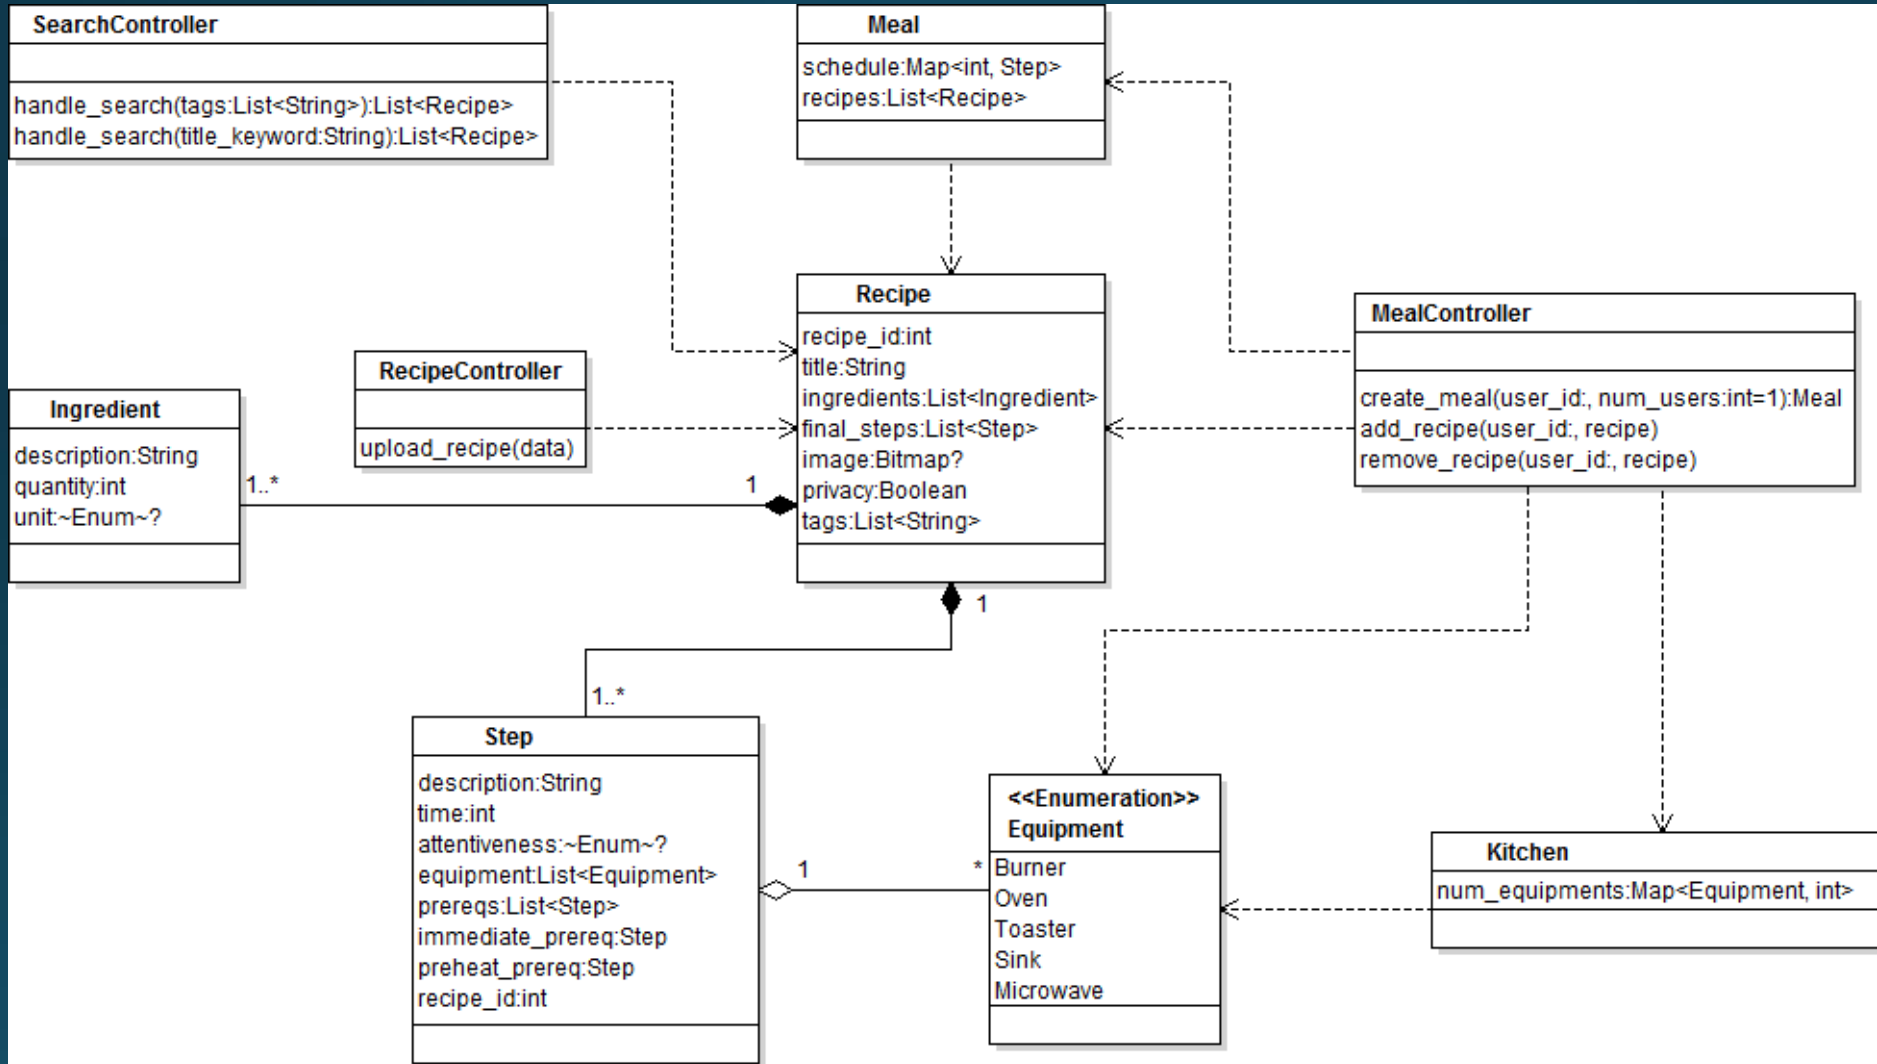 SearchController
handle_search(tags:List<String>):List<Recipe>
handle_search(title_keyword:String):List<Recipe>
Meal
schedule:Map<int, Step>
recipes:List<Recipe>
Recipe
recipe_id:int
title:String
ingredients:List<Ingredient>
final_steps:List<Step>
image:Bitmap?
privacy:Boolean
tags:List<String>
MealController
create_meal(user_id:, num_users:int=1):Meal
add_recipe(user_id:, recipe)
remove_recipe(user_id:, recipe)
RecipeController
upload_recipe(data)
Ingredient
description:String
quantity:int
unit:~Enum~?
1..*
1
1
1..*
Step
description:String
time:int
attentiveness:~Enum~?
equipment:List<Equipment>
prereqs:List<Step>
immediate_prereq:Step
preheat_prereq:Step
recipe_id:int
1
*
<<Enumeration>>
Equipment
Burner
Oven
Toaster
Sink
Microwave
Kitchen
num_equipments:Map<Equipment, int>